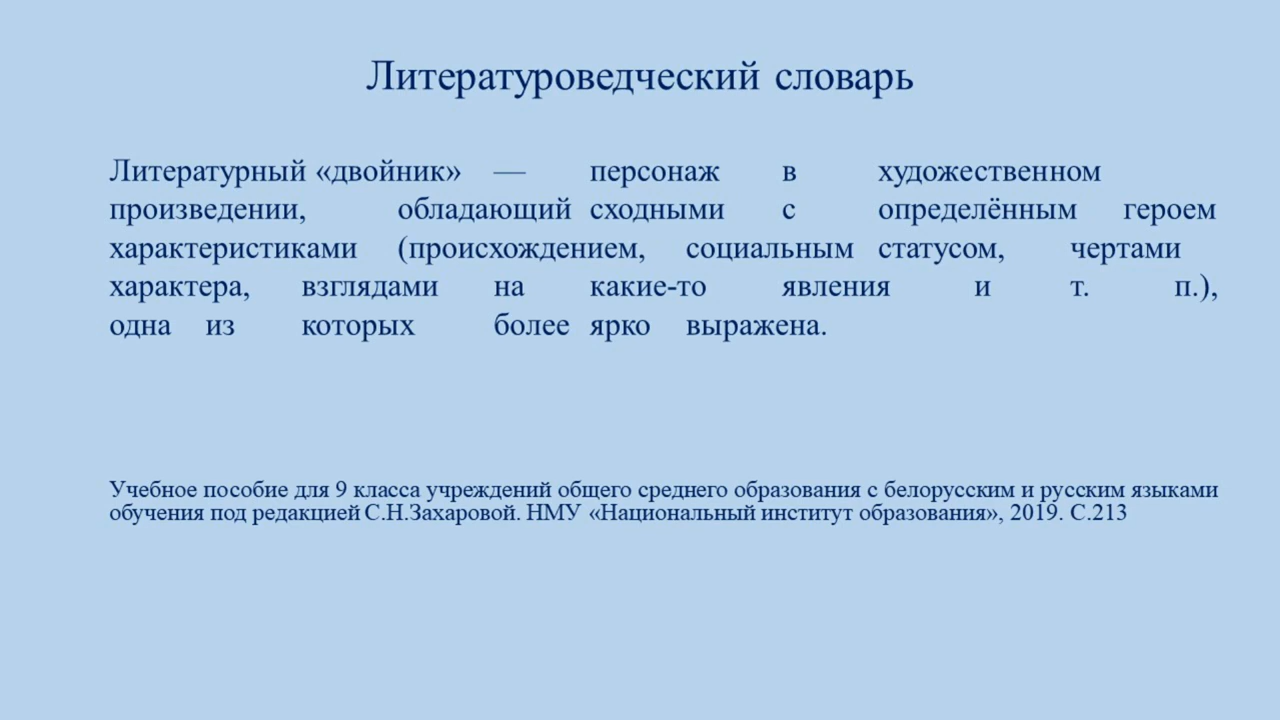 Литературоведческий словарь
Литературный «двойник» — персонаж в художественном
произведении, обладающий сходными с определённым героем
характеристиками (происхождением, социальным статусом, чертами
характера, взглядами на какие-то явления и т. п.),
одна из которых более ярко выражена.
Учебное пособие для 9 класса учреждений общего среднего образования с белорусским и русским языками
обучения под редакцией С.Н.Захаровой. НМУ «Национальный институт образования», 2019. С.213